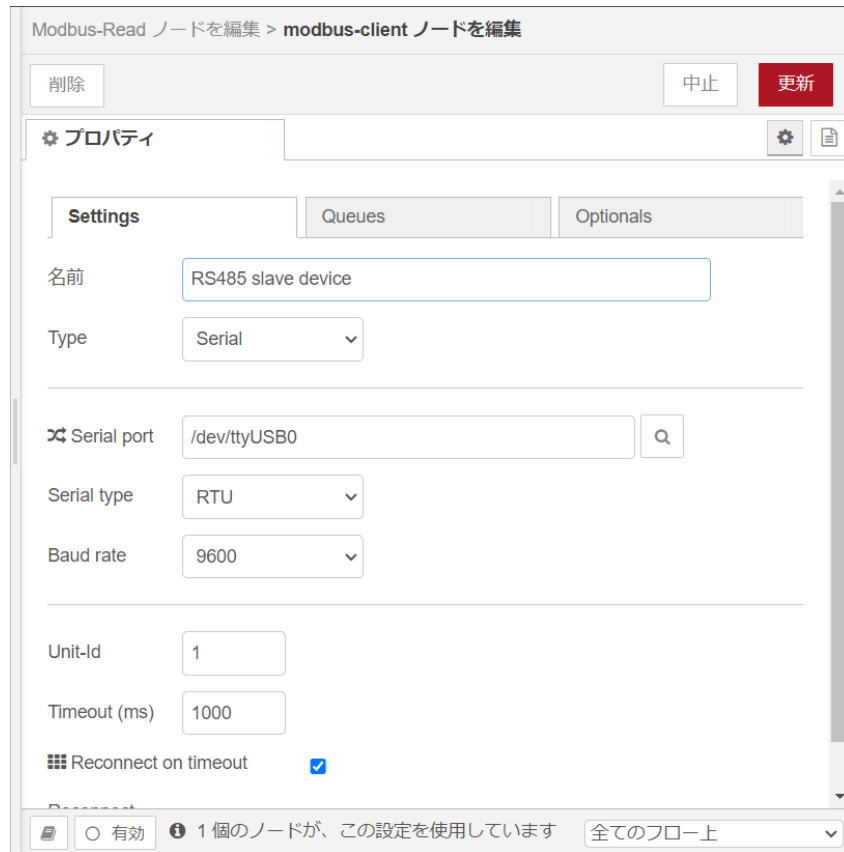 Modbus-Read ノードを編集 > modbus-client ノードを編集
削除 中止 更新
プロパティ
Settings Queues Optionals
名前 RS485 slave device
Type Serial
Serial port /dev/ttyUSB0
Serial type RTU
Baud rate 9600
Unit-Id 1
Timeout (ms) 1000
Reconnect on timeout
有効 1 個のノードが、この設定を使用しています 全てのフロー上